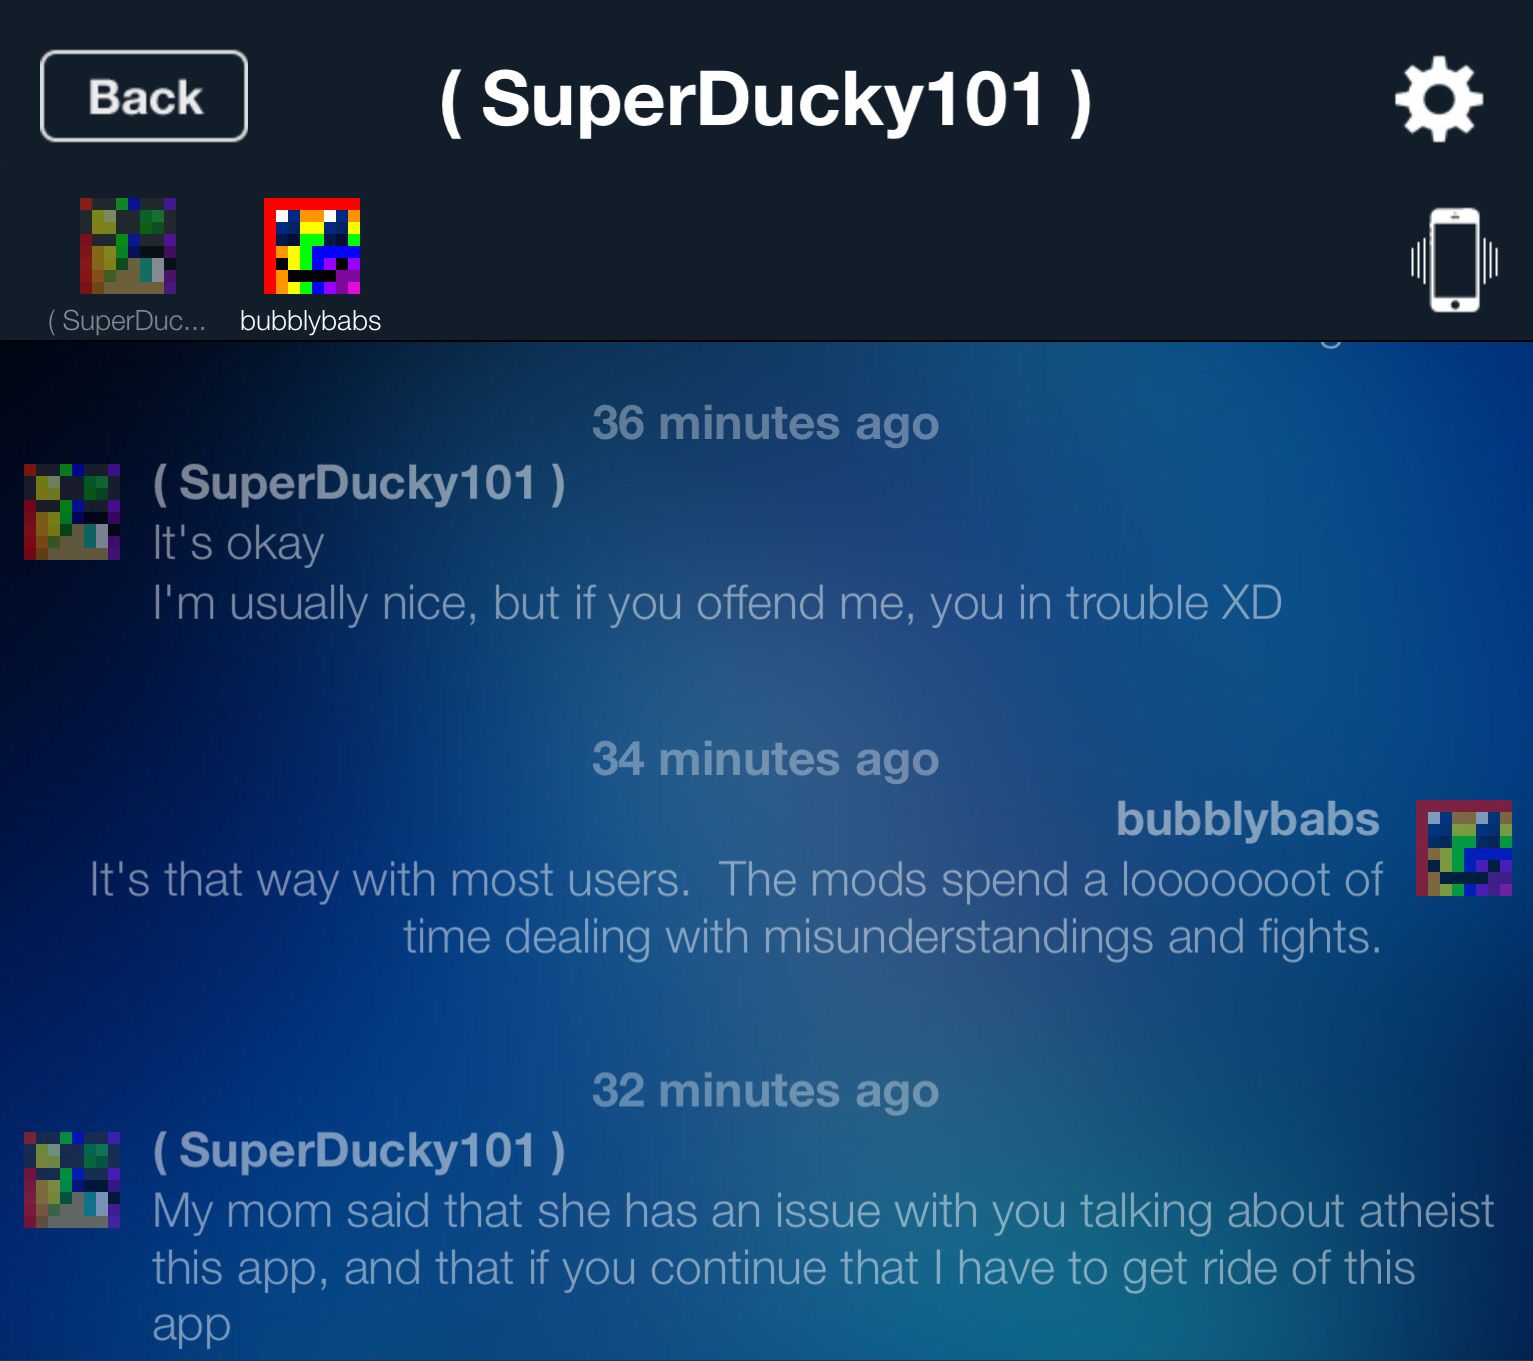 Back
( SuperDucky101 )
( SuperDuc...
bubblybabs
36 minutes ago
( SuperDucky101 )
It's okay
I'm usually nice, but if you offend me, you in trouble XD
34 minutes ago
bubblybabs
It's that way with most users.  The mods spend a looooooot of
time dealing with misunderstandings and fights.
32 minutes ago
( SuperDucky101 )
My mom said that she has an issue with you talking about atheist
this app, and that if you continue that I have to get ride of this
app